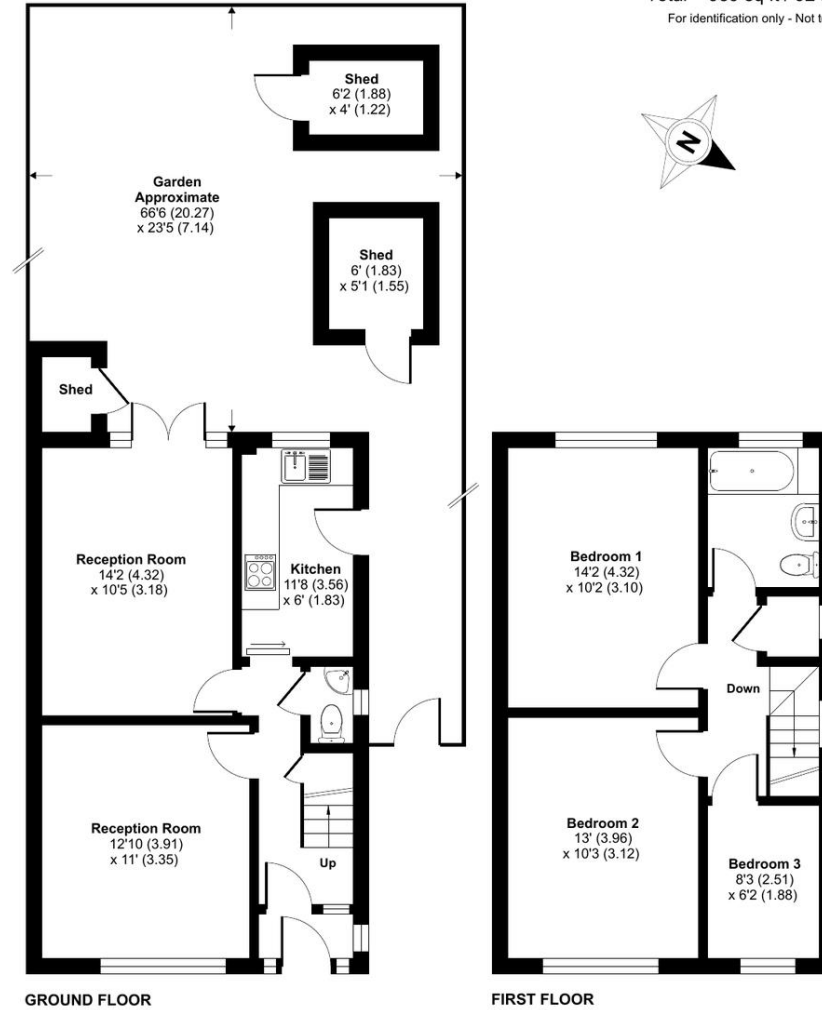 For identification only - Not t
Shed
6'2 (1.88)
x 4' (1.22)
N
Garden
Approximate
66'6 (20.27)
x 23'5 (7.14)
Shed
6' (1.83)
x 5'1 (1.55)
Shed
Reception Room
14'2 (4.32)
x 10'5 (3.18)
Kitchen
11'8 (3.56)
x 6' (1.83)
Reception Room
12'10 (3.91)
x 11' (3.35)
Up
GROUND FLOOR
Bedroom 1
14'2 (4.32)
x 10'2 (3.10)
Down
Bedroom 2
13' (3.96)
x 10'3 (3.12)
Bedroom 3
8'3 (2.51)
x 6'2 (1.88)
FIRST FLOOR